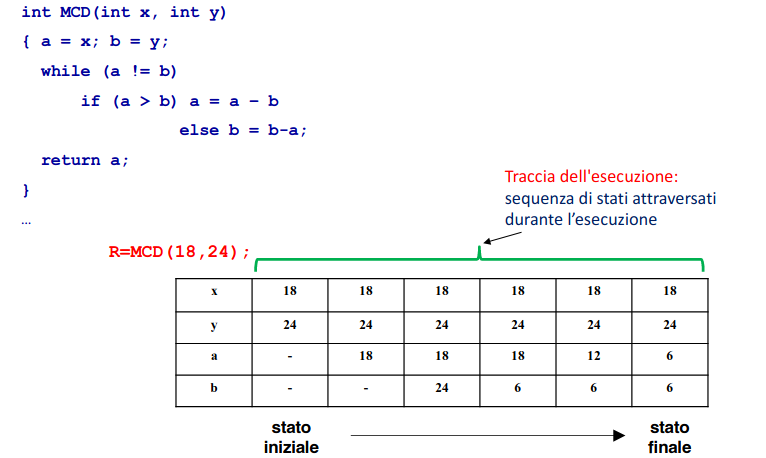 int MCD(int x, int y)
{ a = x; b = y;
while (a != b)
if (a > b) a = a – b
else b = b-a;
return a;
}
…
Traccia dell'esecuzione:
sequenza di stati attraversati
durante l’esecuzione
R=MCD(18,24);
x 18 18 18 18 18 18
y 24 24 24 24 24 24
a - 18 18 18 12 6
b - - 24 6 6 6
stato
iniziale
stato
finale